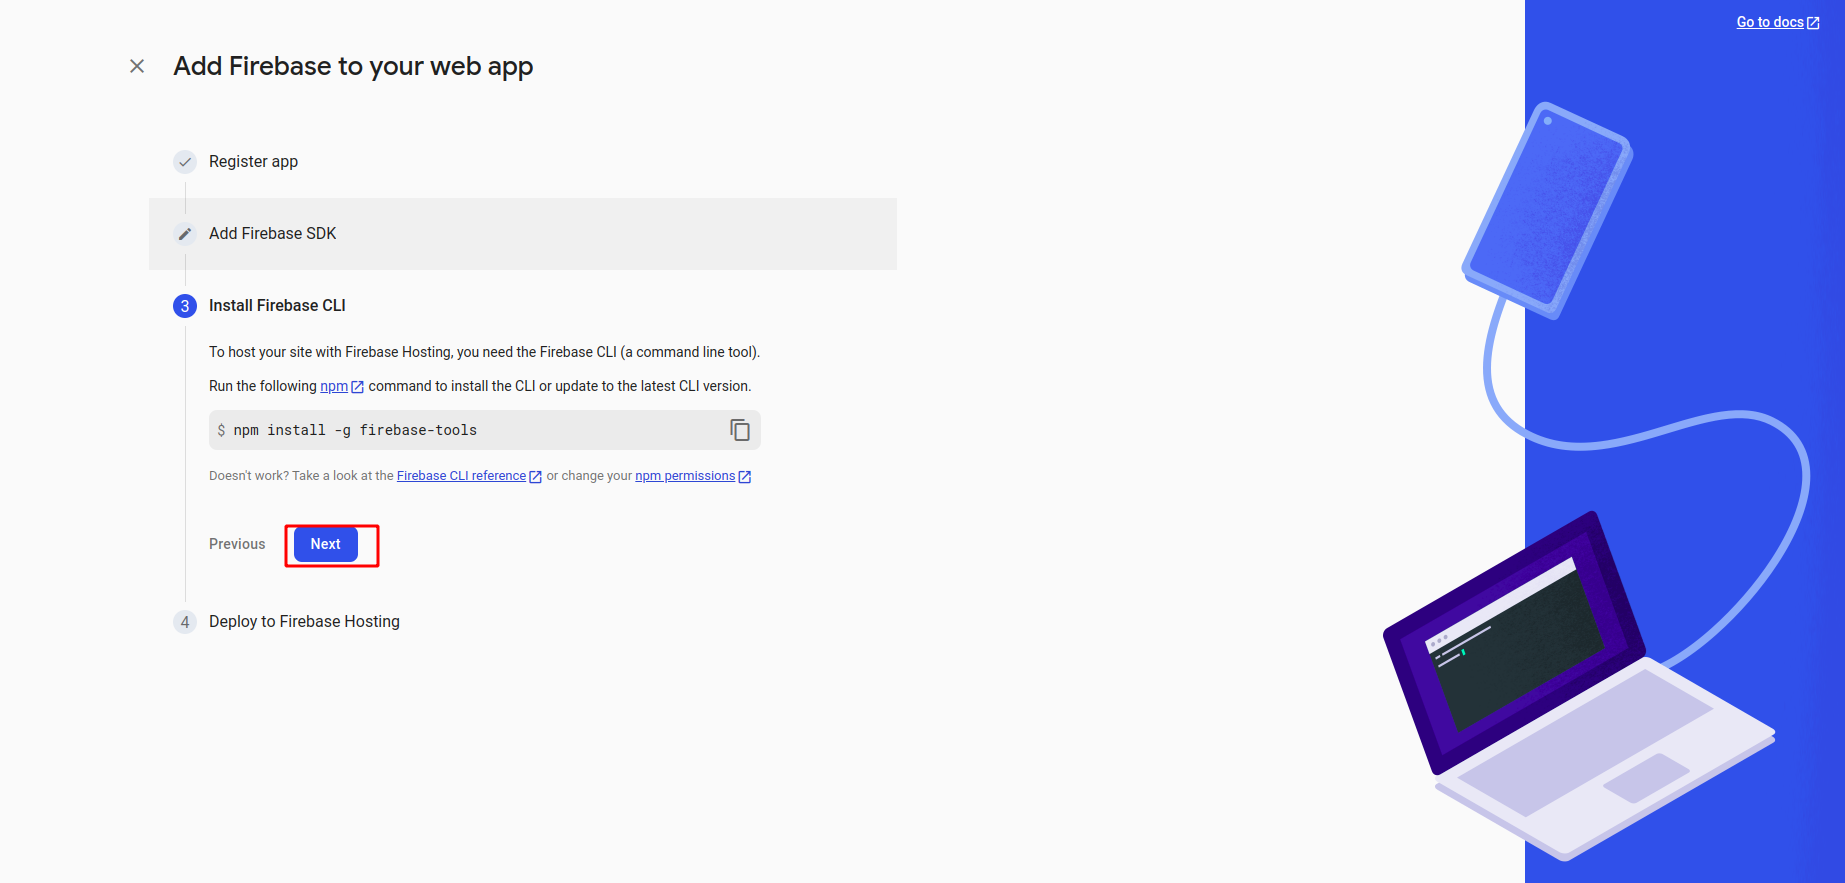 Go to docs
Add Firebase to your web app
Register app
Add Firebase SDK
3 Install Firebase CLI
To host your site with Firebase Hosting, you need the Firebase CLI (a command line tool).
Run the following npm command to install the CLI or update to the latest CLI version.
$ npm install -g firebase-tools
Doesn't work? Take a look at the Firebase CLI reference or change your npm permissions
Previous Next
4 Deploy to Firebase Hosting